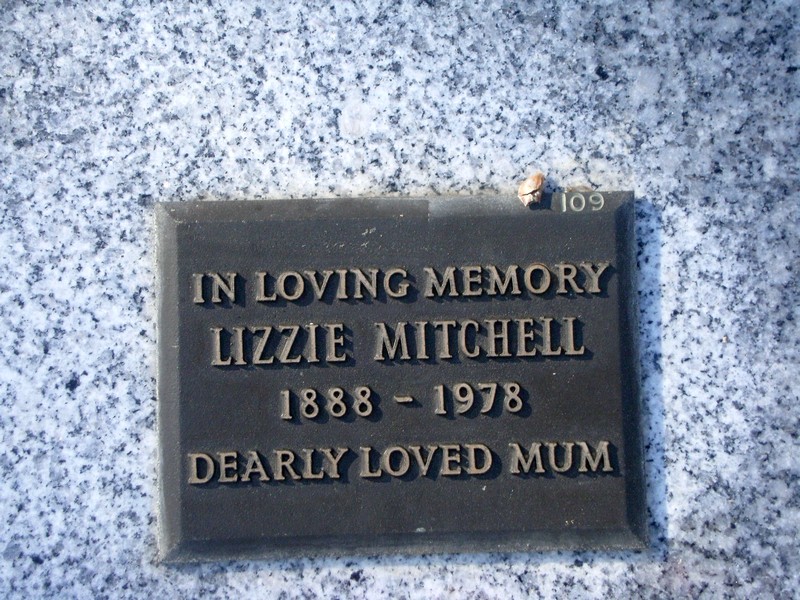 109
IN LOVING MEMORY
LIZZIE MITCHELL
1888 - 1978
DEARLY LOVED MUM